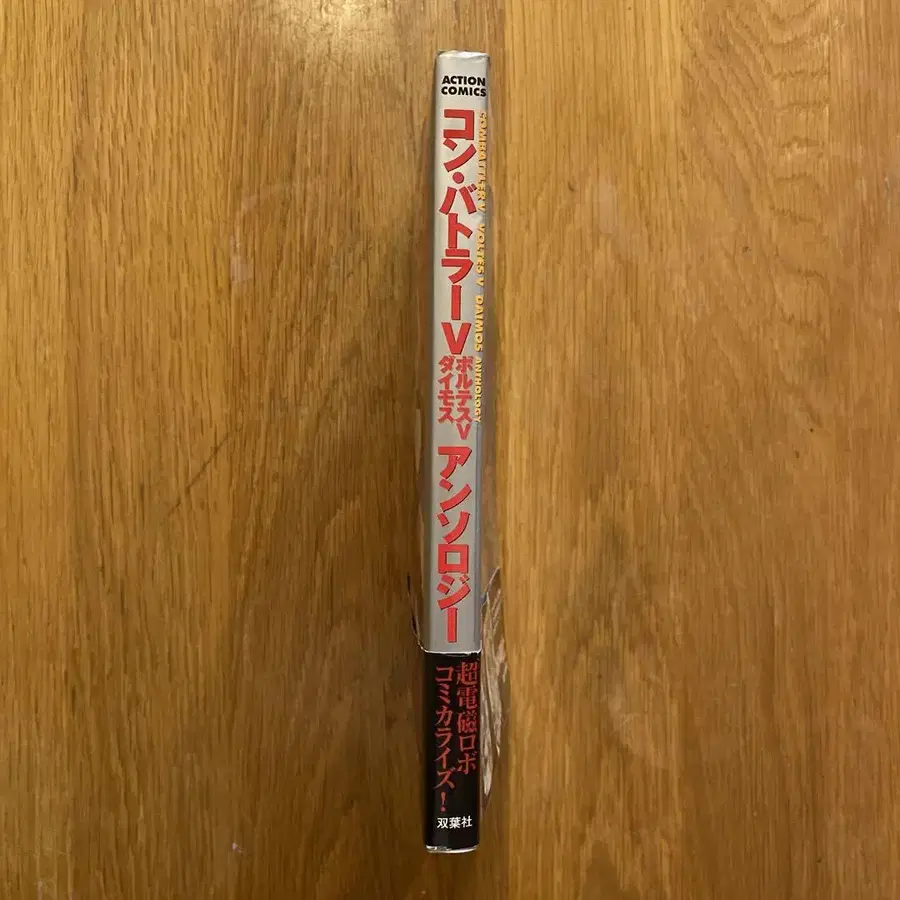 ACTION
COMICS
コン・バトラーV
ボルテスV
ダイモス
アンソロジー
COMBATTLER V VOLTES V DAIMOS ANTHOLOGY
超電磁ロボ
コミカライズ!
双葉社